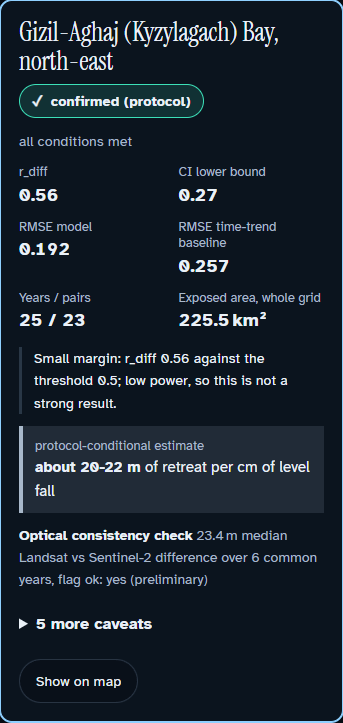 Gizil-Aghaj (Kyzylagach) Bay,
north-east
✓ confirmed (protocol)
all conditions met
r_diff
0.56
CI lower bound
0.27
RMSE model
0.192
RMSE time-trend
baseline
0.257
Years / pairs
25 / 23
Exposed area, whole grid
225.5 km²
Small margin: r_diff 0.56 against the
threshold 0.5; low power, so this is not a
strong result.
protocol-conditional estimate
about 20-22 m of retreat per cm of level
fall
Optical consistency check 23.4 m median
Landsat vs Sentinel-2 difference over 6 common
years, flag ok: yes (preliminary)
▶ 5 more caveats
Show on map